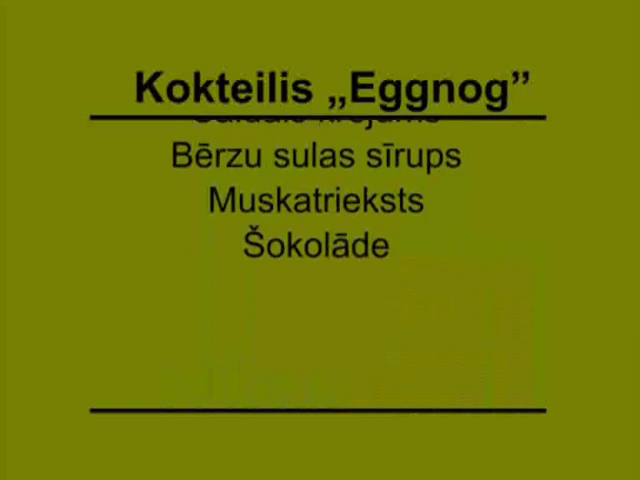 Kokteilis „Eggnog”
Bērzu sulas sīrups
Muskatrieksts
Šokolāde